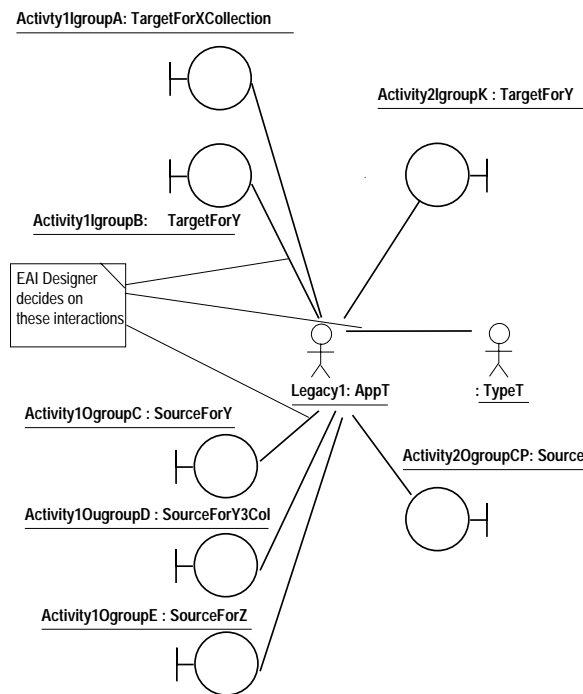 Activty1IgroupA: TargetForXCollection
Activity2IgroupK : TargetForY
Activity1IgroupB: TargetForY
EAI Designer
decides on
these interactions
Legacy1: AppT
: TypeT
Activity1OgroupC : SourceForY
Activity2OgroupCP: Source
Activity1OugroupD : SourceForY3Col
Activity1OgroupE : SourceForZ